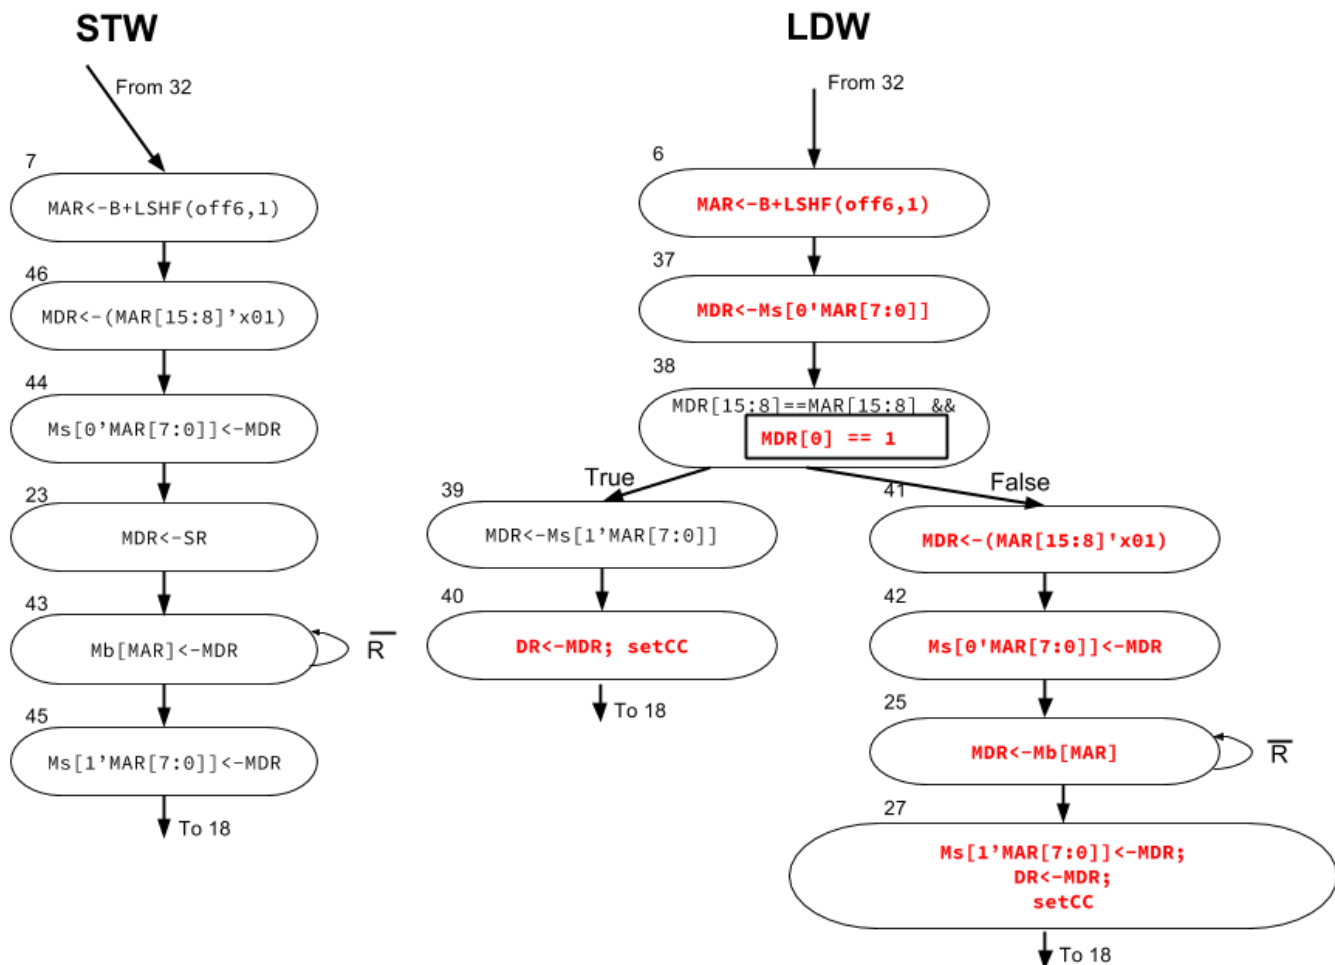 STW
From 32
7
MAR<-B+LSHF(off6,1)
46
MDR<-(MAR[15:8]'x01)
44
Ms[0’MAR[7:0]]<-MDR
23
MDR<-SR
43
Mb[MAR]<-MDR
R
45
Ms[1’MAR[7:0]]<-MDR
To 18
LDW
From 32
6
MAR<-B+LSHF(off6,1)
37
MDR<-Ms[0'MAR[7:0]]
38
MDR[15:8]==MAR[15:8] &&
MDR[0] == 1
True
False
39
MDR<-Ms[1’MAR[7:0]]
40
DR<-MDR; setCC
To 18
41
MDR<-(MAR[15:8]'x01)
42
Ms[0'MAR[7:0]]<-MDR
25
MDR<-Mb[MAR]
R
27
Ms[1’MAR[7:0]]<-MDR;
DR<-MDR;
setCC
To 18